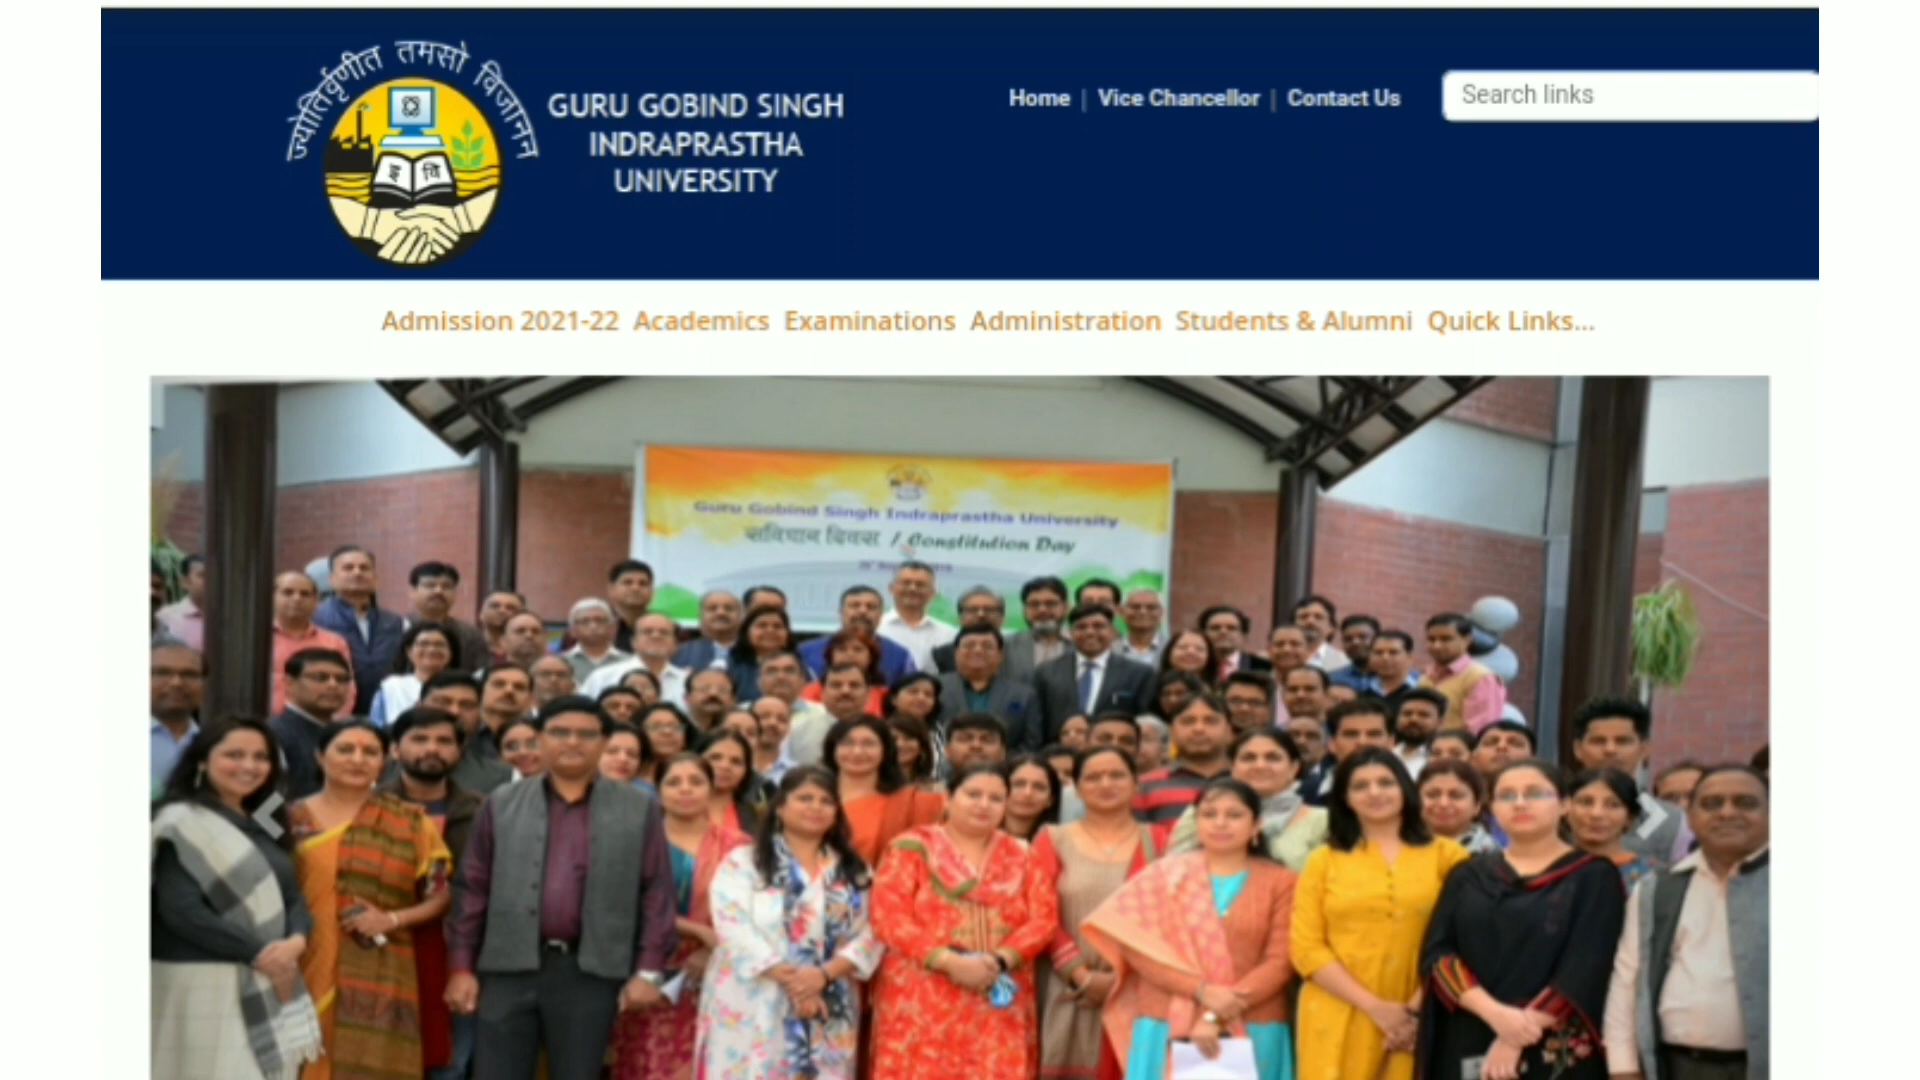 ज्योतिर्वृणीत तमसो विजानन
इ वि
GURU GOBIND SINGH
INDRAPRASTHA
UNIVERSITY
Home | Vice Chancellor | Contact Us
Search links
Admission 2021-22 Academics Examinations Administration Students & Alumni Quick Links...
Guru Gobind Singh Indraprastha University
संविधान दिवस / Constitution Day